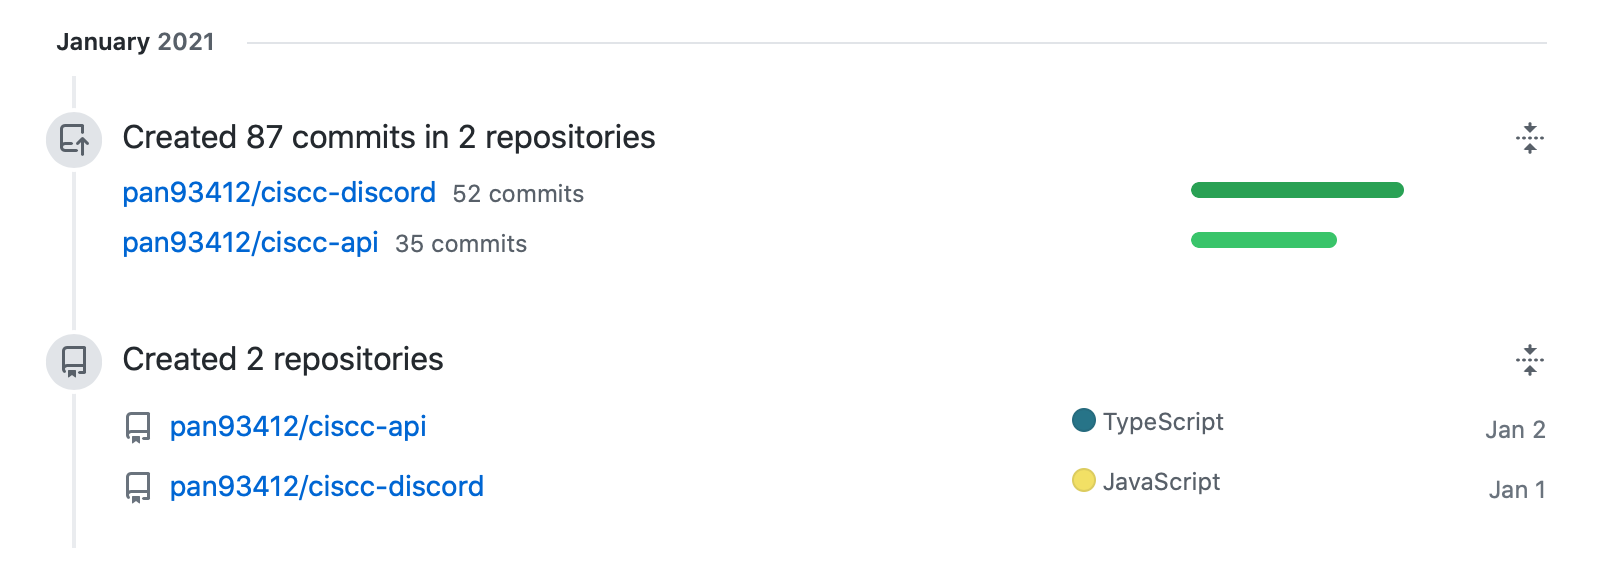 January 2021
Created 87 commits in 2 repositories
pan93412/ciscc-discord 52 commits
pan93412/ciscc-api 35 commits
Created 2 repositories
pan93412/ciscc-api TypeScript Jan 2
pan93412/ciscc-discord JavaScript Jan 1